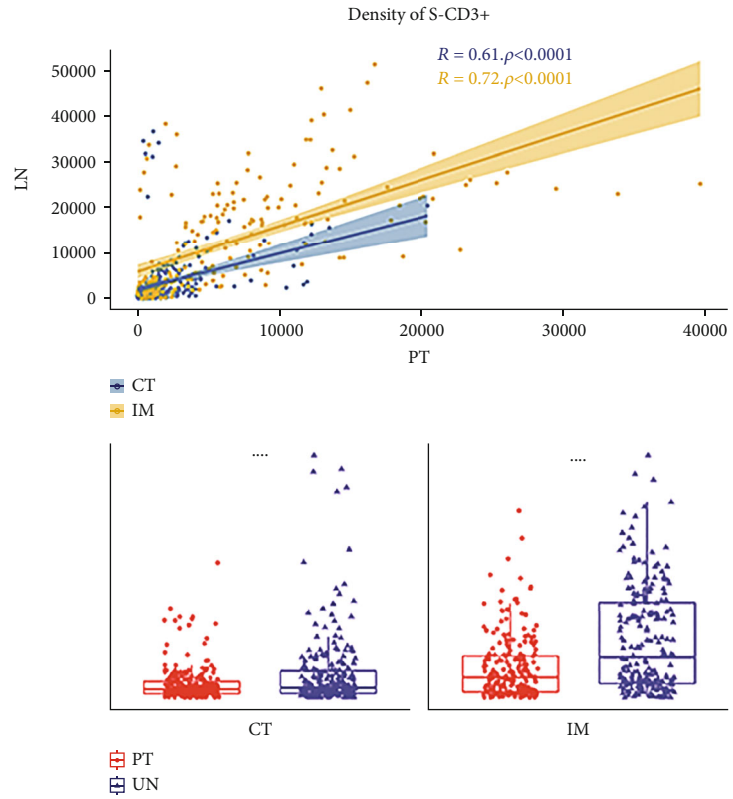 Density of S-CD3+
R = 0.61.ρ<0.0001
R = 0.72.ρ<0.0001
LN
50000
40000
30000
20000
10000
0
0 10000 20000 30000 40000
PT
CT
IM
.... ....
CT IM
PT
UN